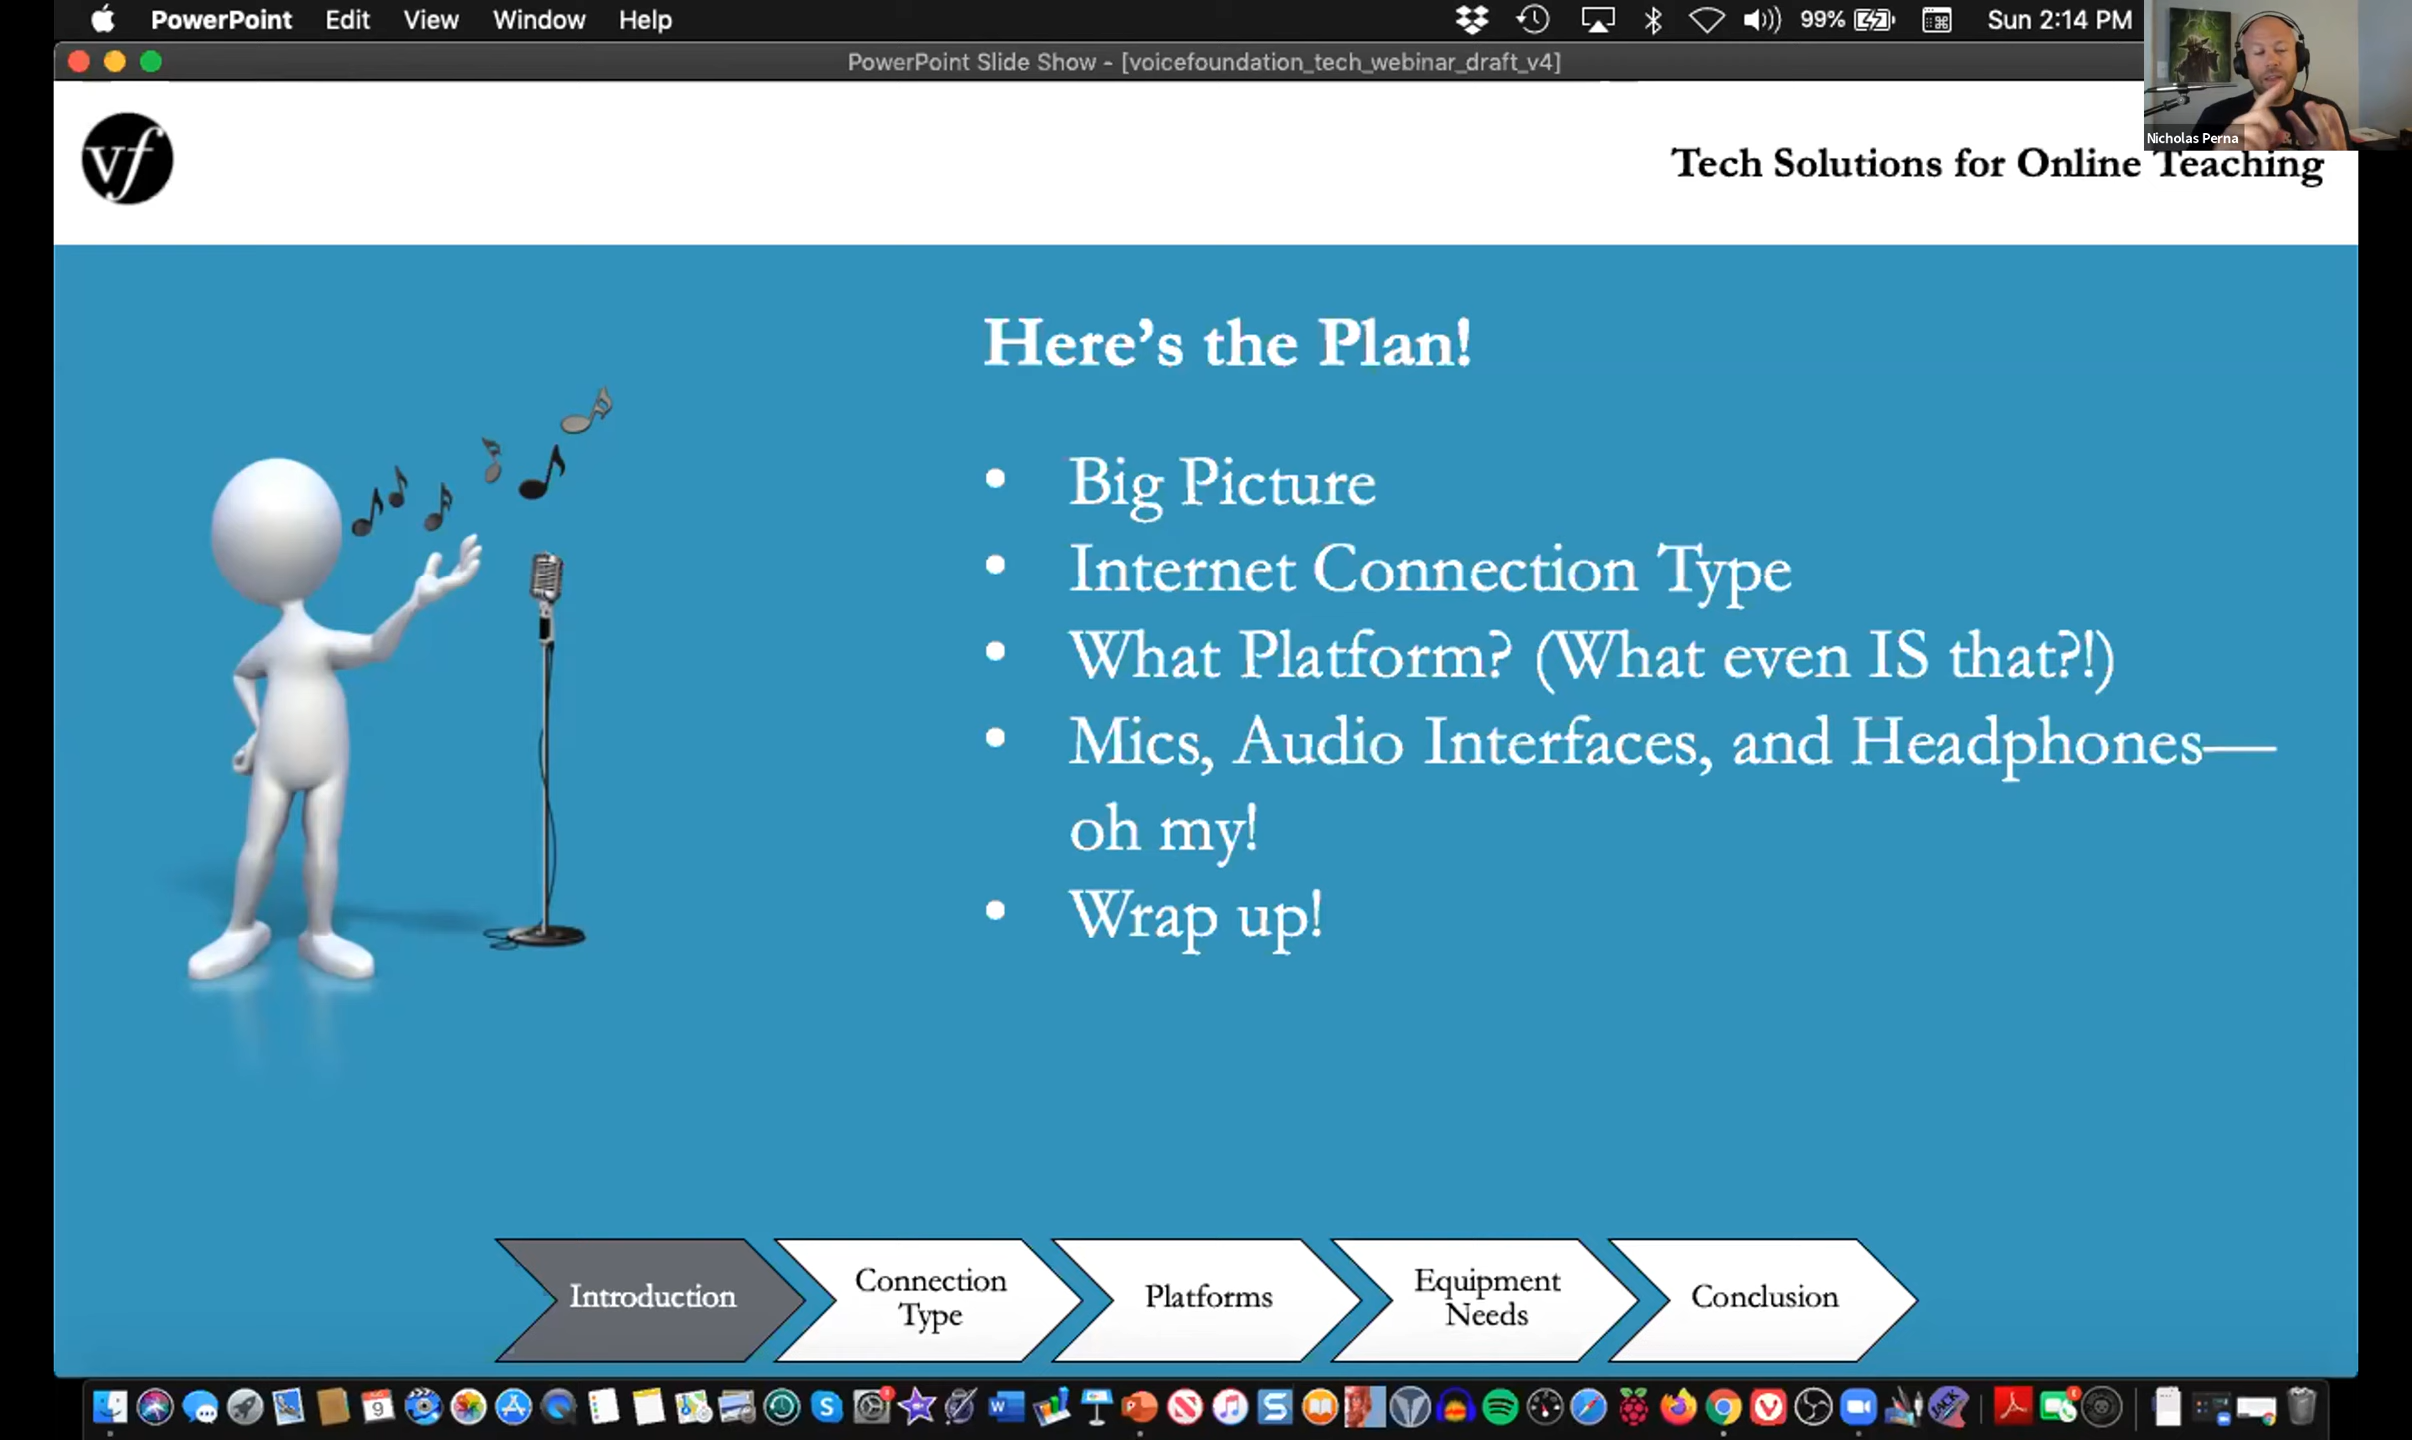 PowerPoint Edit View Window Help 99% Sun 2:14 PM
PowerPoint Slide Show - [voicefoundation_tech_webinar_draft_v4]
Nicholas Perna
vf
Tech Solutions for Online Teaching
Here's the Plan!
• Big Picture
• Internet Connection Type
• What Platform? (What even IS that?!)
• Mics, Audio Interfaces, and Headphones—
oh my!
• Wrap up!
Introduction
Connection
Type
Platforms
Equipment
Needs
Conclusion
9